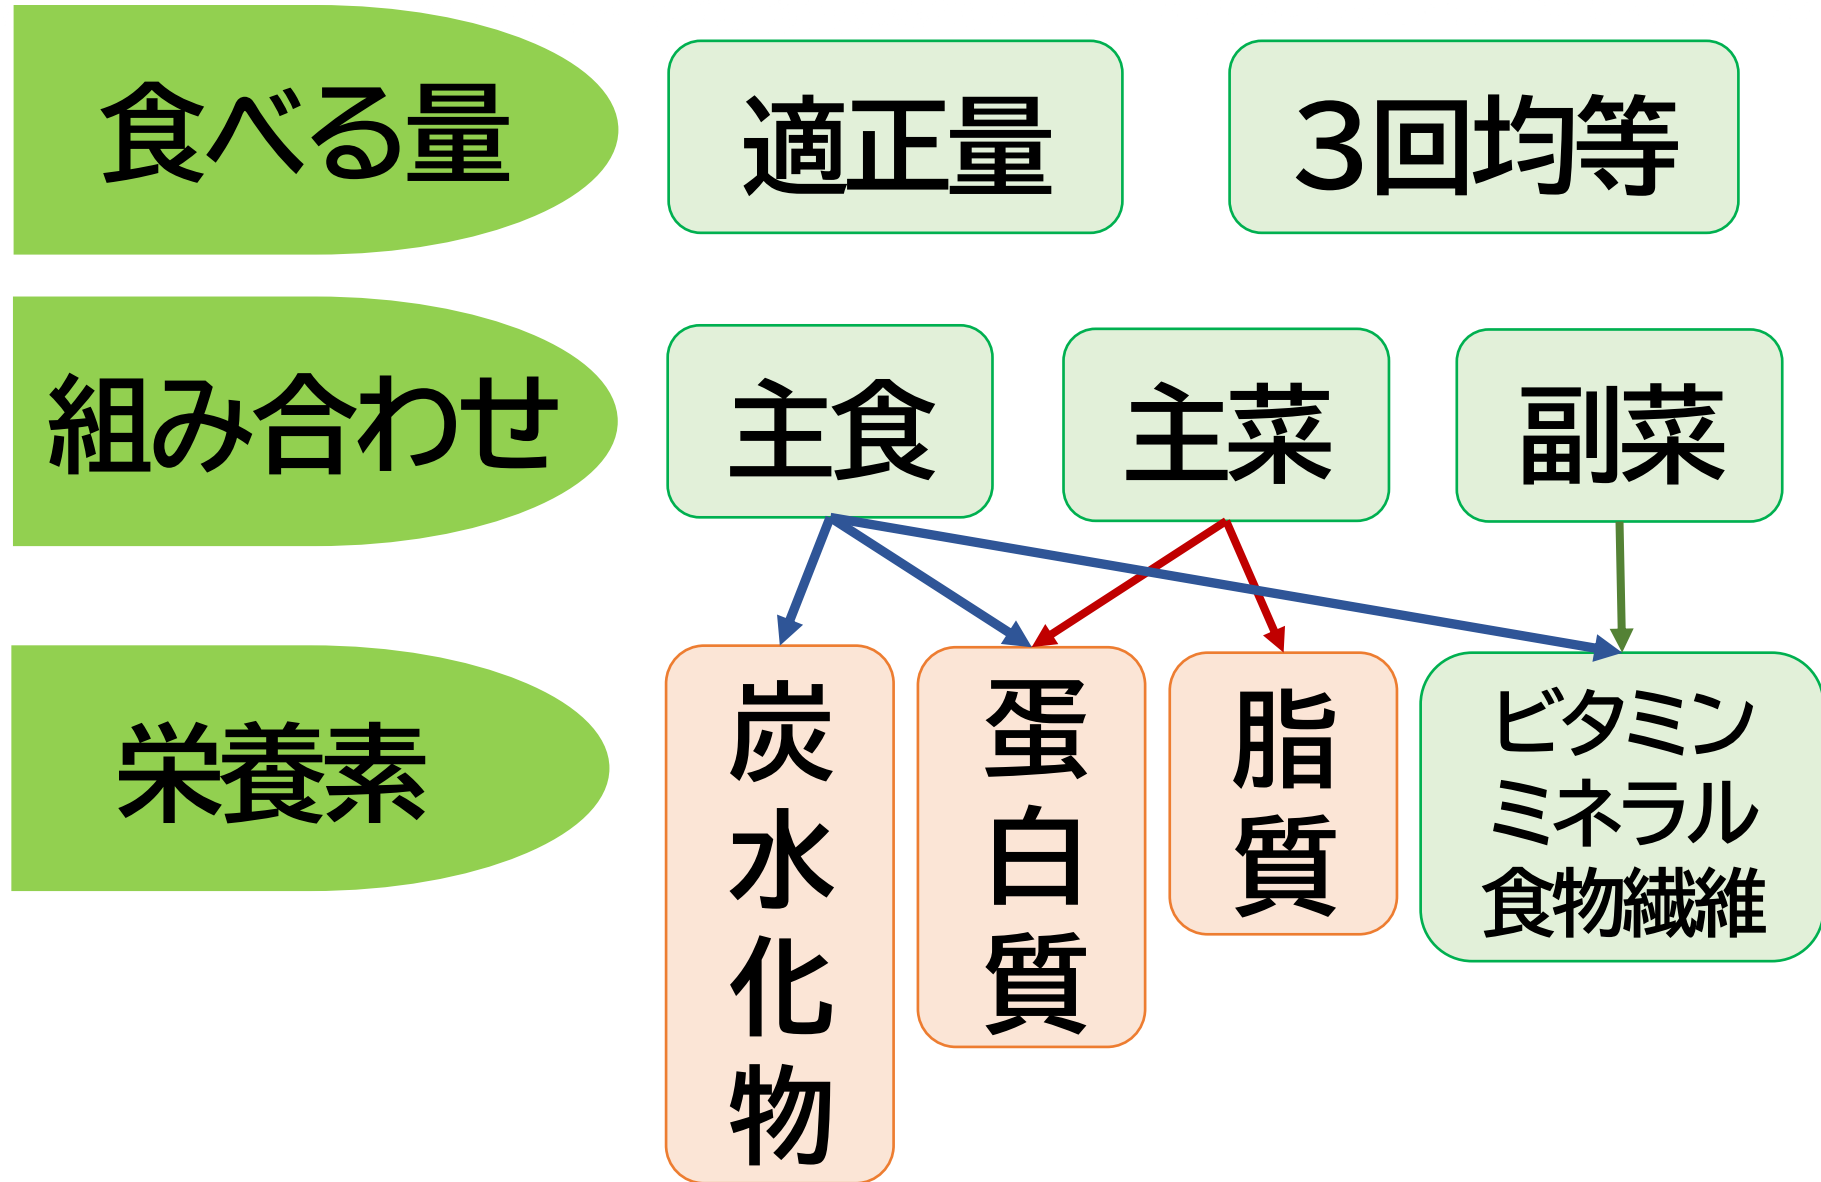 食べる量
適正量
３回均等
組み合わせ
主食
主菜
副菜
栄養素
炭水化物
蛋白質
脂質
ビタミン
ミネラル
食物繊維